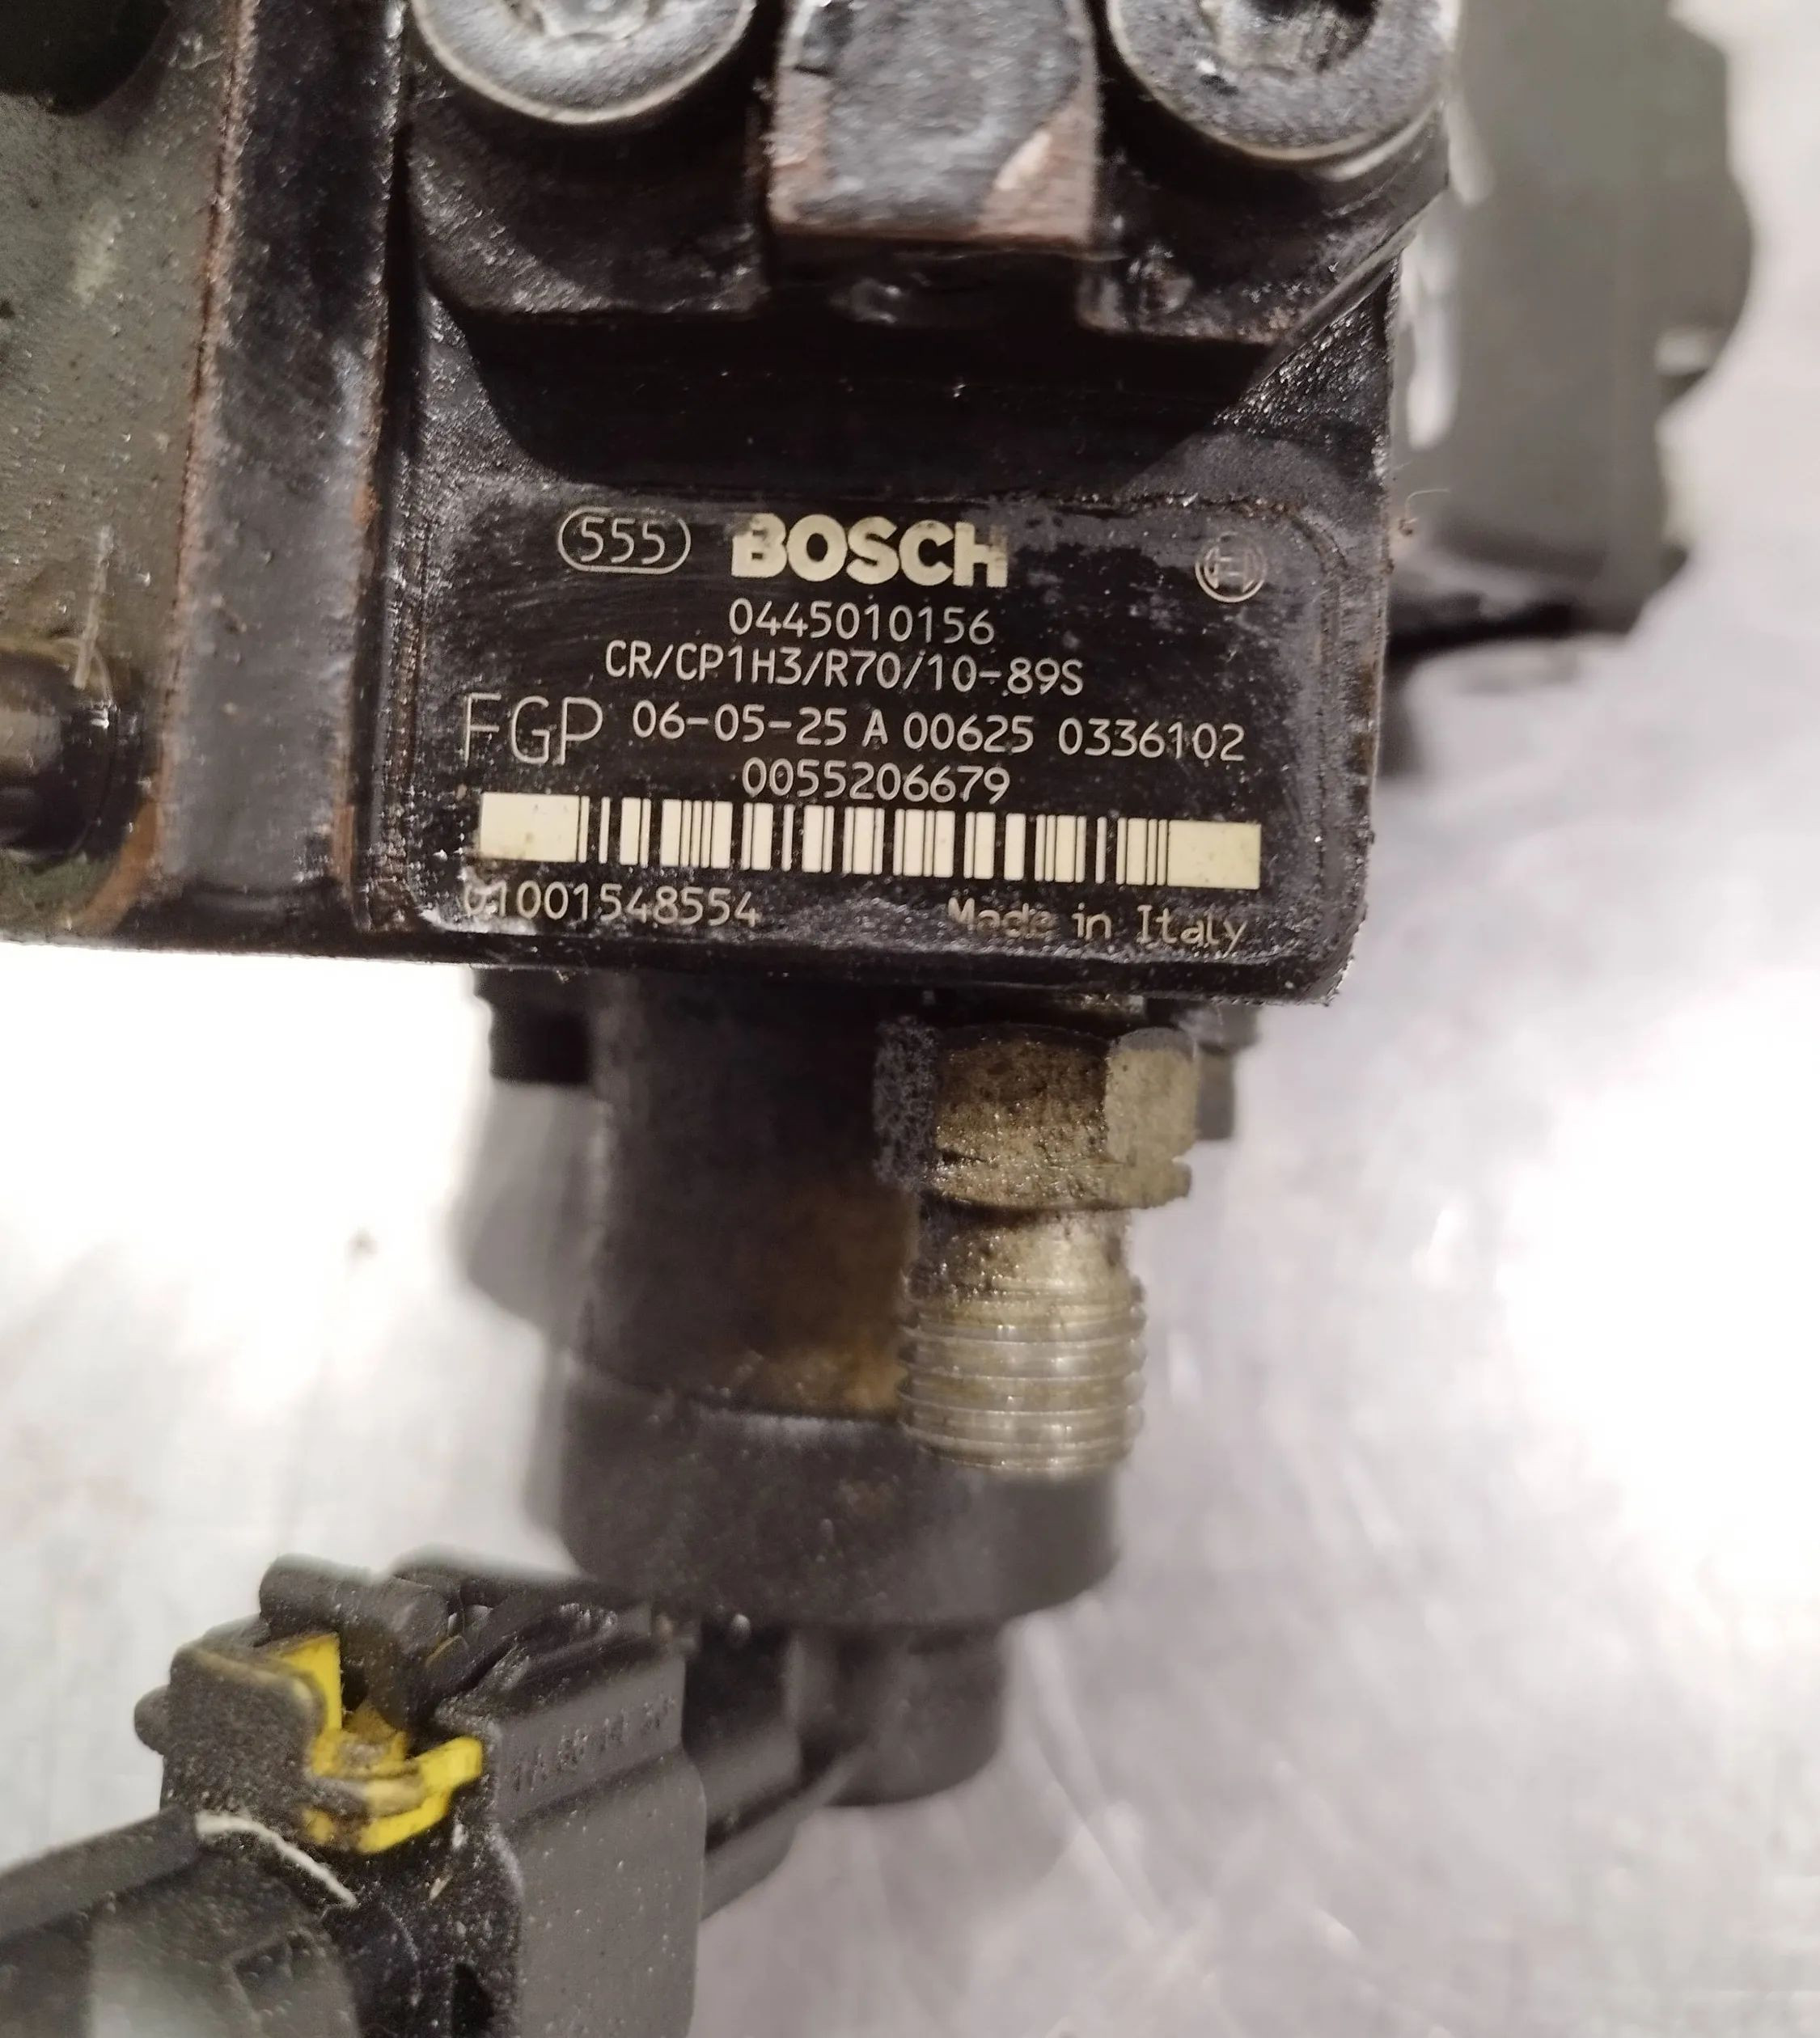 555 BOSCH
0445010156
CR/CP1H3/R70/10-89S
FGP 06-05-25 A 00625 0336102
0055206679
01001548554 Made in Italy